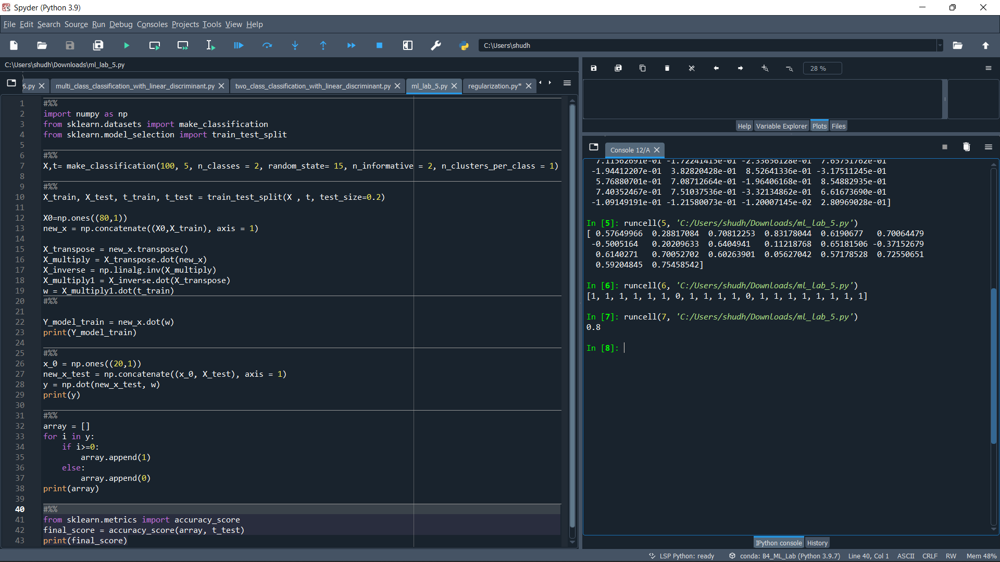 Spyder (Python 3.9)
File Edit Search Source Run Debug Consoles Projects Tools View Help
C:\Users\shudh
C:\Users\shudh\Downloads\ml_lab_5.py
6.py
multi_class_classification_with_linear_discriminant.py
two_class_classification_with_linear_discriminant.py
ml_lab_5.py
regularization.py*
1 #%%
2 import numpy as np
3 from sklearn.datasets import make_classification
4 from sklearn.model_selection import train_test_split
5
6 #%%
7 X,t= make_classification(100, 5, n_classes = 2, random_state= 15, n_informative = 2, n_clusters_per_class = 1)
8
9 #%%
10 X_train, X_test, t_train, t_test = train_test_split(X , t, test_size=0.2)
11
12 X0=np.ones((80,1))
13 new_x = np.concatenate((X0,X_train), axis = 1)
14
15 X_transpose = new_x.transpose()
16 X_multiply = X_transpose.dot(new_x)
17 X_inverse = np.linalg.inv(X_multiply)
18 X_multiply1 = X_inverse.dot(X_transpose)
19 w = X_multiply1.dot(t_train)
20 #%%
21
22 Y_model_train = new_x.dot(w)
23 print(Y_model_train)
24
25 #%%
26 x_0 = np.ones((20,1))
27 new_x_test = np.concatenate((x_0, X_test), axis = 1)
28 y = np.dot(new_x_test, w)
29 print(y)
30
31 #%%
32 array = []
33 for i in y:
34     if i>=0:
35         array.append(1)
36     else:
37         array.append(0)
38 print(array)
39
40 #%%
41 from sklearn.metrics import accuracy_score
42 final_score = accuracy_score(array, t_test)
43 print(final_score)
28 %
Help Variable Explorer Plots Files
Console 12/A
7.11562691e-01 -1.72241415e-01 -2.33656128e-01 7.65751762e-01
-1.94412207e-01 3.82820428e-01 8.52641336e-01 -3.17511245e-01
5.76880701e-01 7.08712664e-01 -1.96406168e-01 8.54882935e-01
7.40352467e-01 7.51037536e-01 -3.32134862e-01 6.61673690e-01
-1.09149191e-01 -1.21580073e-01 -1.20007145e-02 2.80969028e-01]
In [5]: runcell(5, 'C:/Users/shudh/Downloads/ml_lab_5.py')
[ 0.57649966 0.28817084 0.70812253 0.83178044 0.6190677 0.70064479
-0.5005164 0.20209633 0.6404941 0.11218768 0.65181506 -0.37152679
0.6140271 0.70052702 0.60263901 0.05627042 0.57178528 0.72550651
0.59204845 0.75458542]
In [6]: runcell(6, 'C:/Users/shudh/Downloads/ml_lab_5.py')
[1, 1, 1, 1, 1, 1, 0, 1, 1, 1, 1, 0, 1, 1, 1, 1, 1, 1, 1, 1]
In [7]: runcell(7, 'C:/Users/shudh/Downloads/ml_lab_5.py')
0.8
In [8]:
IPython console History
LSP Python: ready conda: B4_ML_Lab (Python 3.9.7) Line 40, Col 1 ASCII CRLF RW Mem 48%